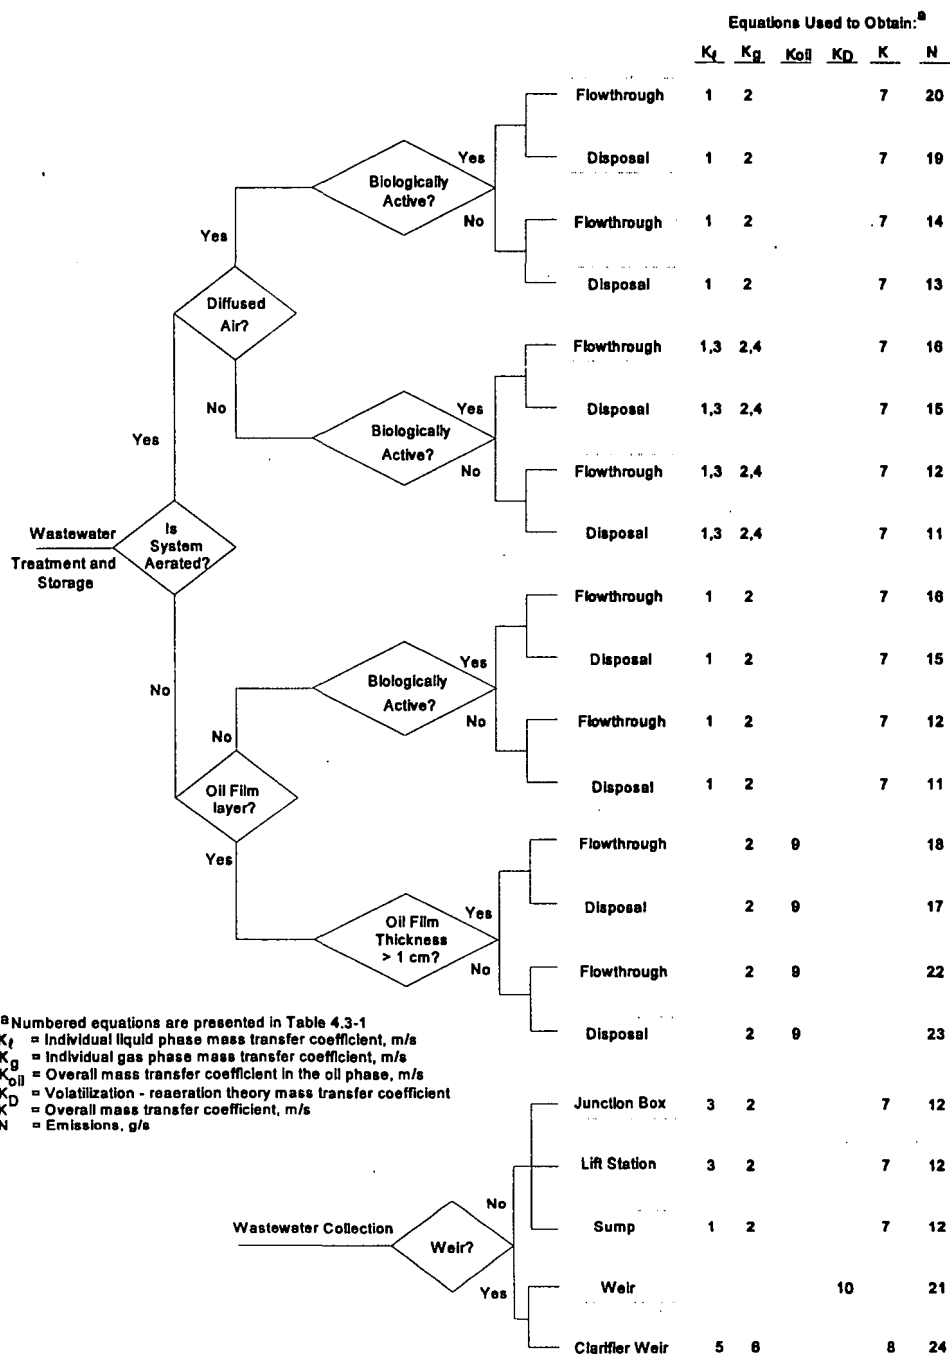 Equations Used to Obtain:a
Kℓ Kg Koil KD K N
Flowthrough 1 2 7 20
Yes
Disposal 1 2 7 19
Biologically
Active?
No
Flowthrough 1 2 7 14
Yes
Disposal 1 2 7 13
Diffused
Air?
Flowthrough 1,3 2,4 7 16
No
Yes
Disposal 1,3 2,4 7 15
Biologically
Active?
Yes
No
Flowthrough 1,3 2,4 7 12
Wastewater
Treatment and
Storage
Is
System
Aerated?
Disposal 1,3 2,4 7 11
Flowthrough 1 2 7 16
Yes
Disposal 1 2 7 15
Biologically
Active?
No
No
No
Flowthrough 1 2 7 12
Oil Film
layer?
Disposal 1 2 7 11
Yes
Flowthrough 2 9 18
Yes
Disposal 2 9 17
Oil Film
Thickness
> 1 cm?
No
Flowthrough 2 9 22
Disposal 2 9 23
a Numbered equations are presented in Table 4.3-1
Kℓ = Individual liquid phase mass transfer coefficient, m/s
Kg = Individual gas phase mass transfer coefficient, m/s
Koil = Overall mass transfer coefficient in the oil phase, m/s
KD = Volatilization - reaeration theory mass transfer coefficient
K = Overall mass transfer coefficient, m/s
N = Emissions, g/s
Junction Box 3 2 7 12
Lift Station 3 2 7 12
No
Sump 1 2 7 12
Wastewater Collection
Weir?
Yes
Weir 10 21
Clarifier Weir 5 6 8 24